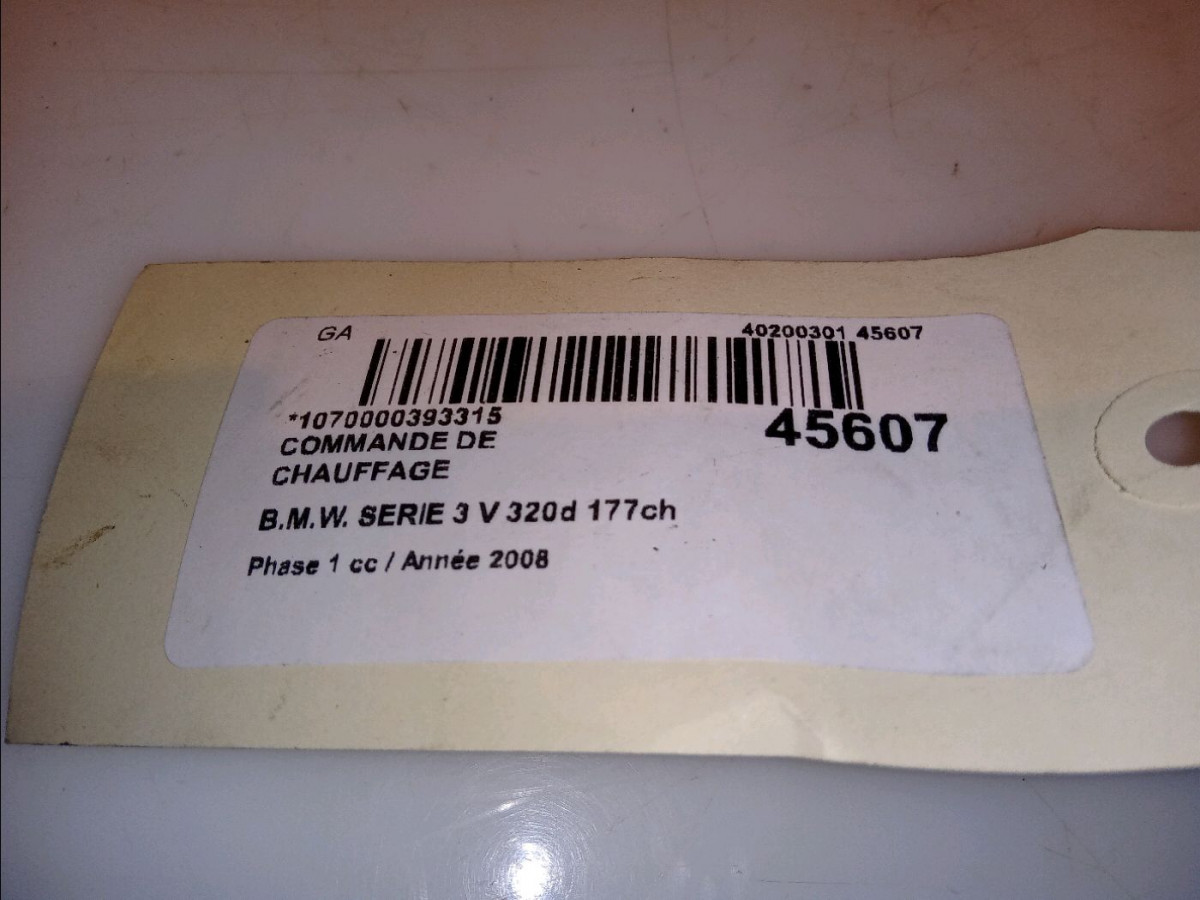 GA
40200301 45607
*1070000393315
45607
COMMANDE DE
CHAUFFAGE
B.M.W. SERIE 3 V 320d 177ch
Phase 1 cc / Année 2008